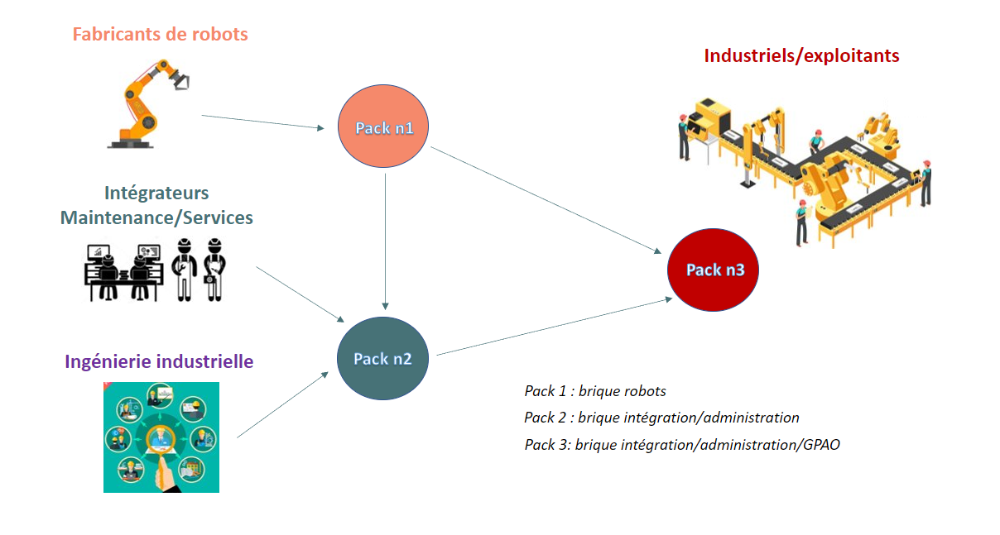 Fabricants de robots
Industriels/exploitants
Pack n1
Intégrateurs
Maintenance/Services
Pack n3
Pack n2
Ingénierie industrielle
Pack 1 : brique robots
Pack 2 : brique intégration/administration
Pack 3: brique intégration/administration/GPAO